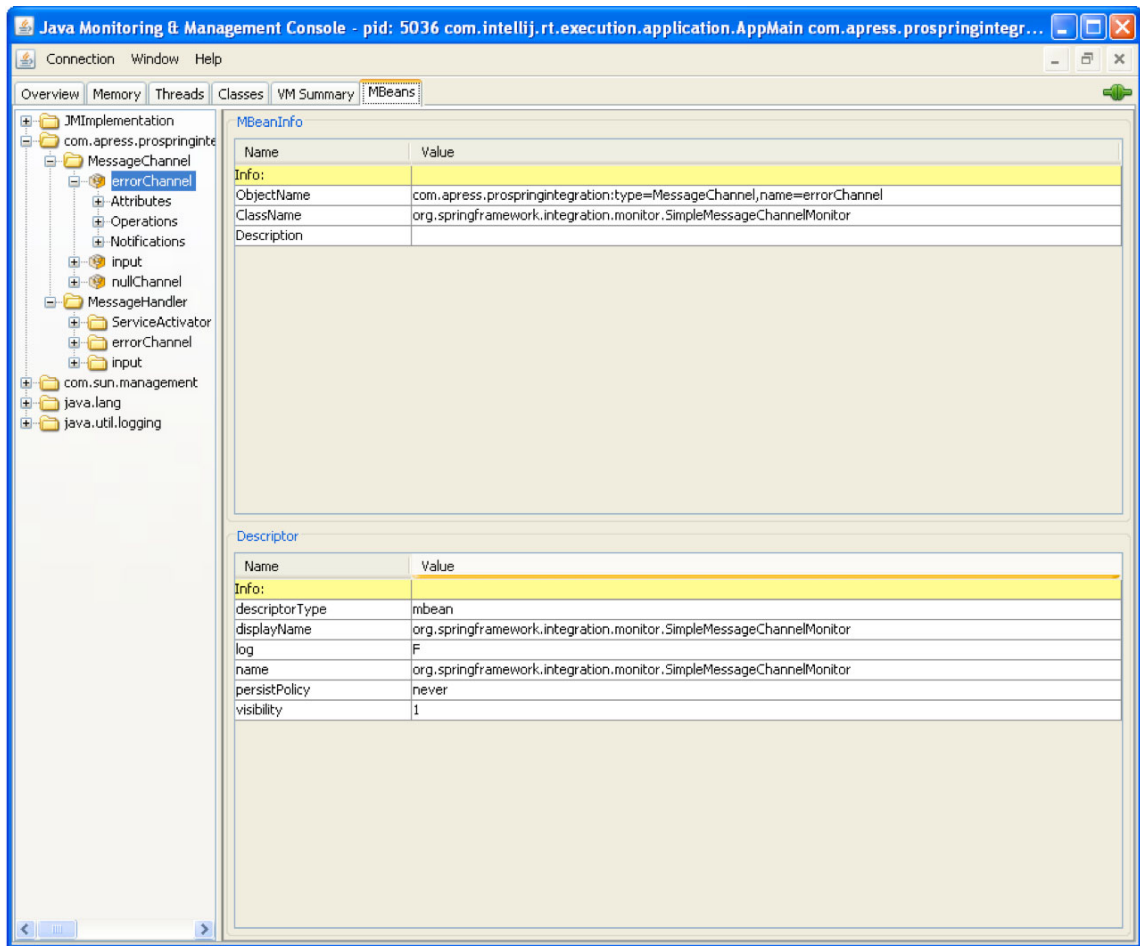 Java Monitoring & Management Console - pid: 5036 com.intellij.rt.execution.application.AppMain com.apress.prospringintegr...
Connection Window Help
Overview Memory Threads Classes VM Summary MBeans
JMImplementation
com.apress.prospringinte
MessageChannel
errorChannel
Attributes
Operations
Notifications
input
nullChannel
MessageHandler
ServiceActivator
errorChannel
input
com.sun.management
java.lang
java.util.logging
MBeanInfo
Name Value
Info:
ObjectName com.apress.prospringintegration:type=MessageChannel,name=errorChannel
ClassName org.springframework.integration.monitor.SimpleMessageChannelMonitor
Description
Descriptor
Name Value
Info:
descriptorType mbean
displayName org.springframework.integration.monitor.SimpleMessageChannelMonitor
log F
name org.springframework.integration.monitor.SimpleMessageChannelMonitor
persistPolicy never
visibility 1